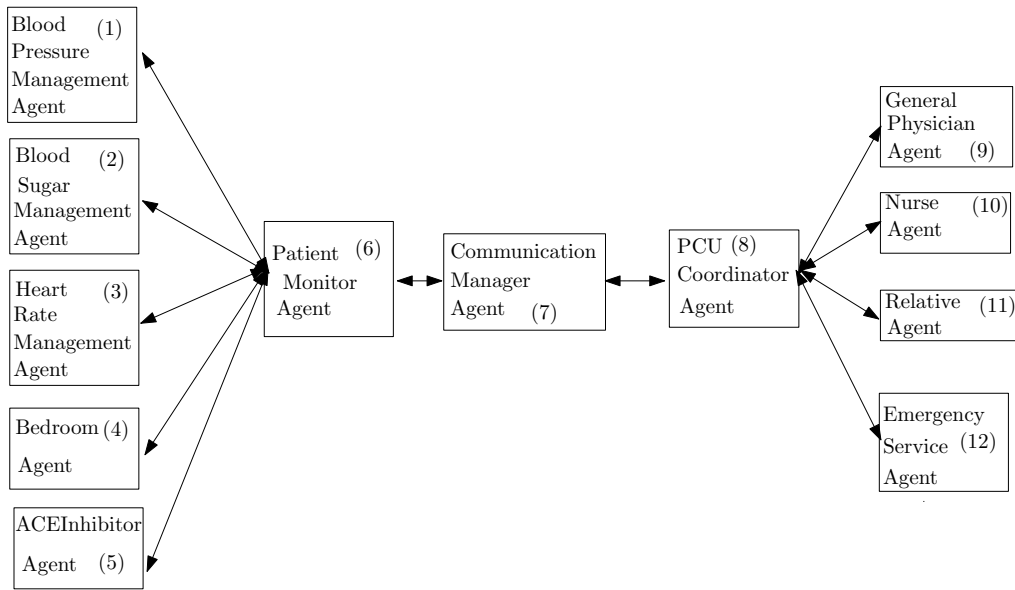 Blood (1)
Pressure
Management
Agent
Blood (2)
Sugar
Management
Agent
Heart (3)
Rate
Management
Agent
Bedroom (4)
Agent
ACEInhibitor
Agent (5)
Patient (6)
Monitor
Agent
Communication
Manager
Agent (7)
PCU (8)
Coordinator
Agent
General
Physician
Agent (9)
Nurse (10)
Agent
Relative (11)
Agent
Emergency
Service (12)
Agent